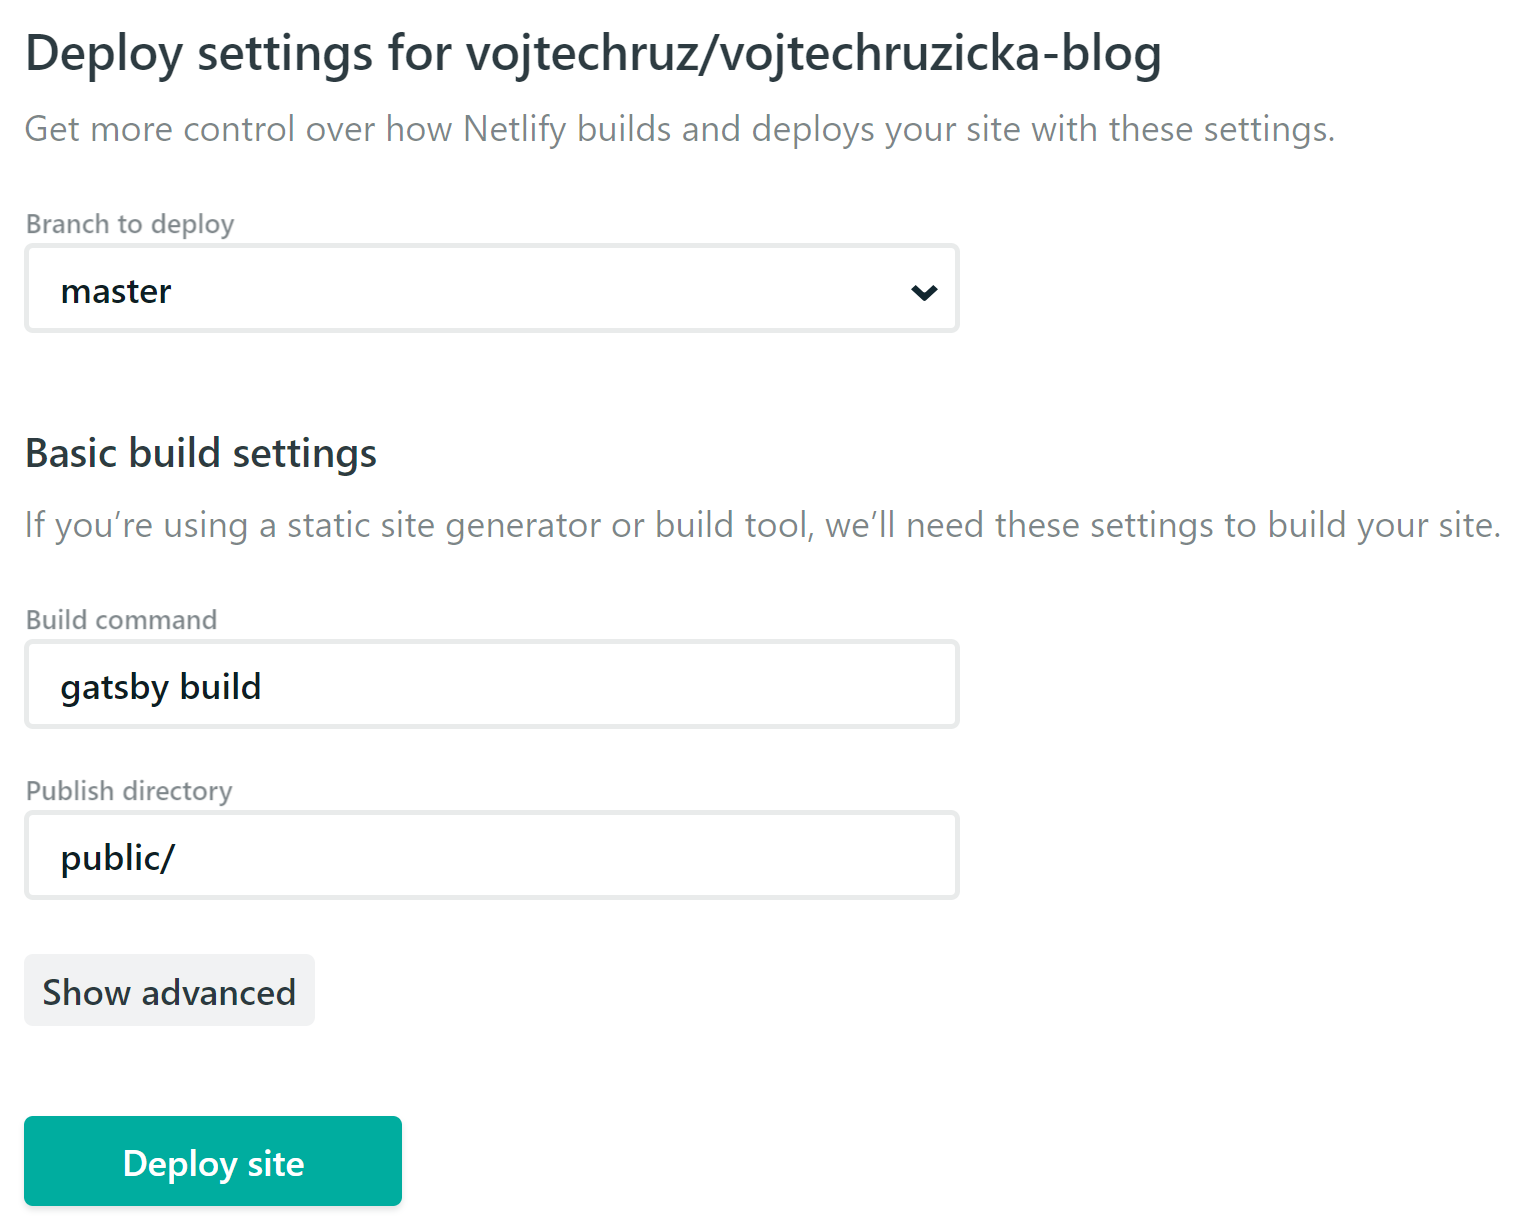 Deploy settings for vojtechruz/vojtechruzicka-blog
Get more control over how Netlify builds and deploys your site with these settings.
Branch to deploy
master
Basic build settings
If you’re using a static site generator or build tool, we’ll need these settings to build your site.
Build command
gatsby build
Publish directory
public/
Show advanced
Deploy site